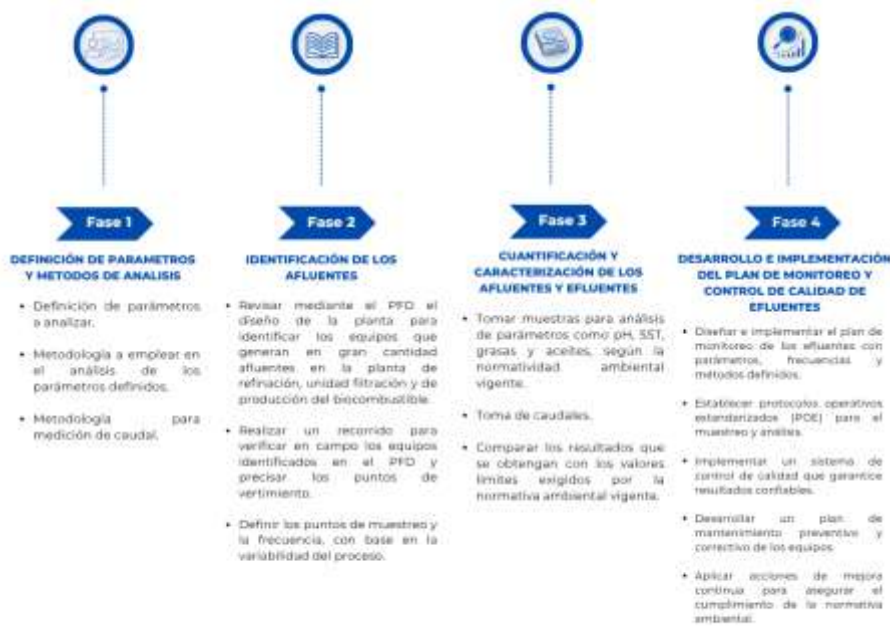 Fase 1
DEFINICIÓN DE PARAMETROS
Y METODOS DE ANALISIS
• Definición de parámetros
a analizar.
• Metodología a emplear en
el análisis de los
parámetros definidos.
• Metodología para
medición de caudal.
Fase 2
IDENTIFICACIÓN DE LOS
AFLUENTES
• Revisar mediante el PFD el
diseño de la planta para
identificar los equipos que
generan en gran cantidad
afluentes en la planta de
refinación, unidad filtración y de
producción del biocombustible.
• Realizar un recorrido para
verificar en campo los equipos
identificados en el PFD y
precisar los puntos de
vertimiento.
• Definir los puntos de muestreo y
la frecuencia, con base en la
variabilidad del proceso.
Fase 3
CUANTIFICACIÓN Y
CARACTERIZACIÓN DE LOS
AFLUENTES Y EFLUENTES
• Tomar muestras para análisis
de parámetros como pH, SST,
grasas y aceites, según la
normatividad ambiental
vigente.
• Toma de caudales.
• Comparar los resultados que
se obtengan con los valores
límites exigidos por la
normativa ambiental vigente.
Fase 4
DESARROLLO E IMPLEMENTACIÓN
DEL PLAN DE MONITOREO Y
CONTROL DE CALIDAD DE
EFLUENTES
• Diseñar e implementar el plan de
monitoreo de los efluentes con
parámetros, frecuencias y
métodos definidos.
• Establecer protocolos operativos
estandarizados (POE) para el
muestreo y análisis.
• Implementar un sistema de
control de calidad que garantice
resultados confiables.
• Desarrollar un plan de
mantenimiento preventivo y
correctivo de los equipos.
• Aplicar acciones de mejora
continua para asegurar el
cumplimiento de la normativa
ambiental.